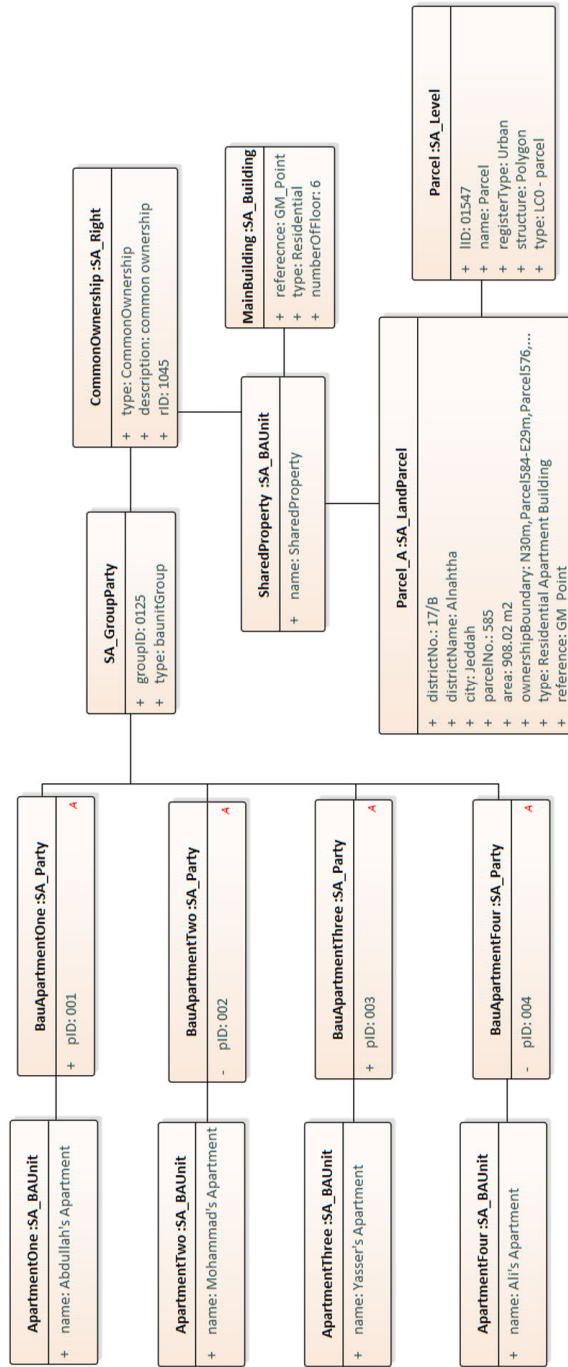 ApartmentOne :SA_BAUnit
+ name: Abdullah's Apartment
BauApartmentOne :SA_Party
+ pID: 001
A
ApartmentTwo :SA_BAUnit
+ name: Mohammad's Apartment
BauApartmentTwo :SA_Party
- pID: 002
A
ApartmentThree :SA_BAUnit
+ name: Yasser's Apartment
BauApartmentThree :SA_Party
+ pID: 003
A
ApartmentFour :SA_BAUnit
+ name: Ali's Apartment
BauApartmentFour :SA_Party
- pID: 004
A
SA_GroupParty
+ groupID: 0125
+ type: baunitGroup
CommonOwnership :SA_Right
+ type: CommonOwnership
+ description: common ownership
+ rID: 1045
SharedProperty :SA_BAUnit
+ name: SharedProperty
MainBuilding :SA_Building
+ referecnce: GM_Point
+ type: Residential
+ numberOfFloor: 6
Parcel_A :SA_LandParcel
+ districtNo.: 17/B
+ districtName: Alnahtha
+ city: Jeddah
+ parcelNo.: 585
+ area: 908.02 m2
+ ownershipBoundary: N30m,Parcel584-E29m,Parcel576,...
+ type: Residential Apartment Building
+ reference: GM_Point
Parcel :SA_Level
+ lID: 01547
+ name: Parcel
+ registerType: Urban
+ structure: Polygon
+ type: LC0 - parcel